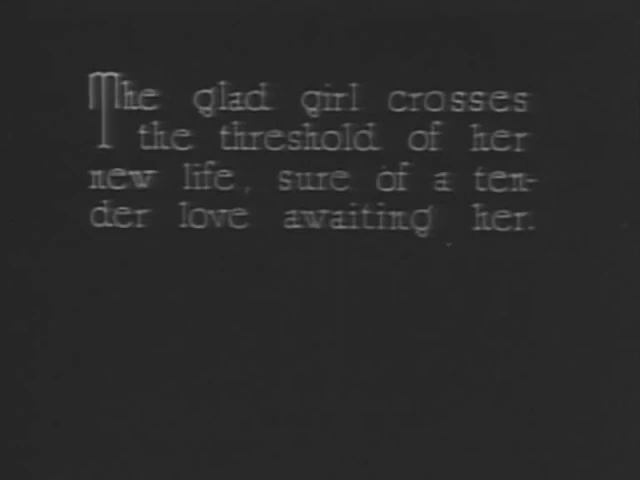 The glad girl crosses
the threshold of her
new life, sure of a ten-
der love awaiting her.